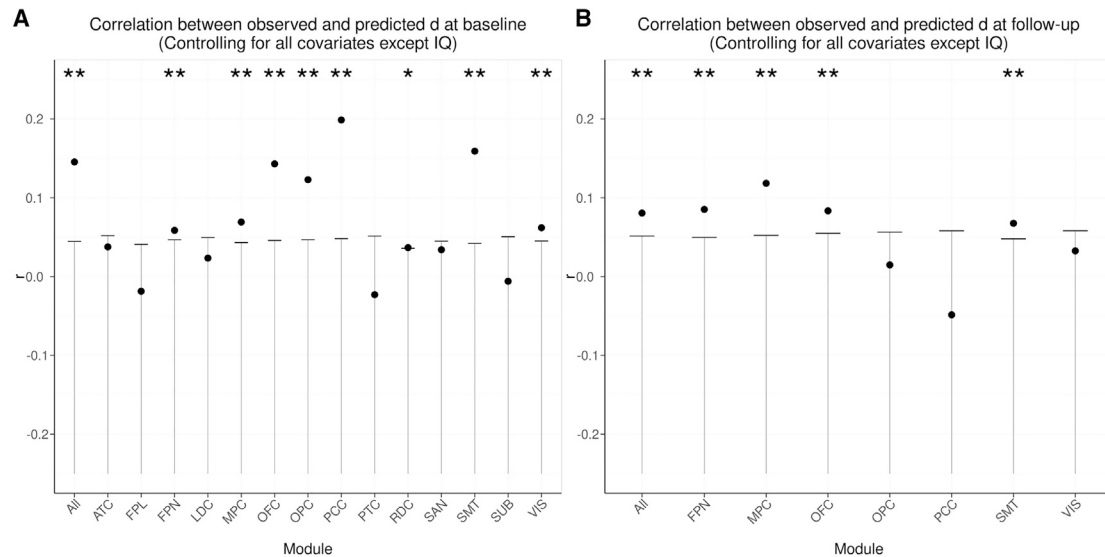 A
Correlation between observed and predicted d at baseline
(Controlling for all covariates except IQ)
** ** ** ** ** ** * ** **
0.2
0.1
0.0
-0.1
-0.2
r
All ATC FPL FPN LDC MPC OFC OPC PCC PTC RDC SAN SMT SUB VIS
Module
B
Correlation between observed and predicted d at follow-up
(Controlling for all covariates except IQ)
** ** ** ** **
0.2
0.1
0.0
-0.1
-0.2
r
All FPN MPC OFC OPC PCC SMT VIS
Module